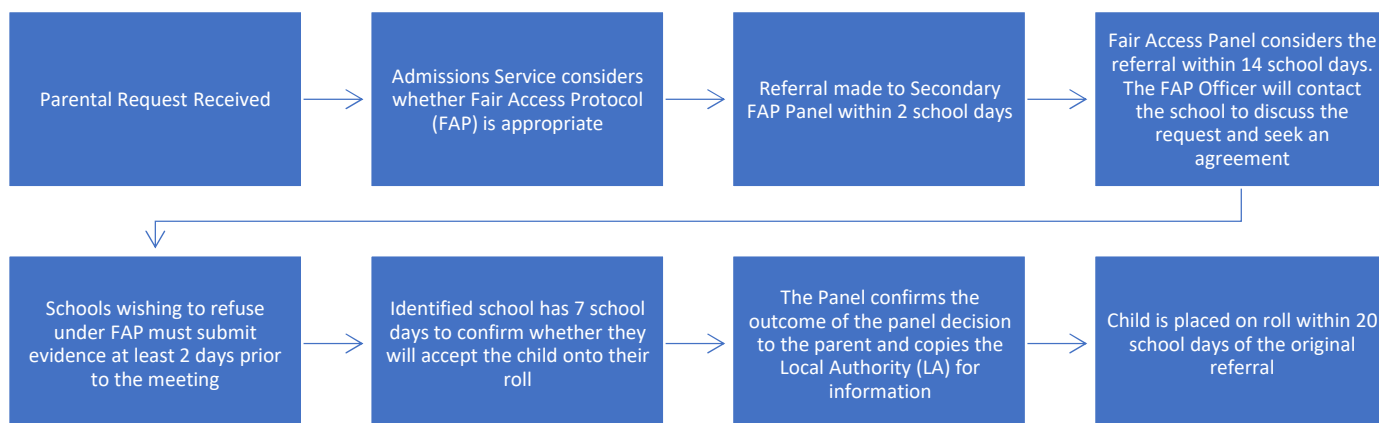 Parental Request Received
Admissions Service considers
whether Fair Access Protocol
(FAP) is appropriate
Referral made to Secondary
FAP Panel within 2 school days
Fair Access Panel considers the
referral within 14 school days.
The FAP Officer will contact
the school to discuss the
request and seek an
agreement
Schools wishing to refuse
under FAP must submit
evidence at least 2 days prior
to the meeting
Identified school has 7 school
days to confirm whether they
will accept the child onto their
roll
The Panel confirms the
outcome of the panel decision
to the parent and copies the
Local Authority (LA) for
information
Child is placed on roll within 20
school days of the original
referral